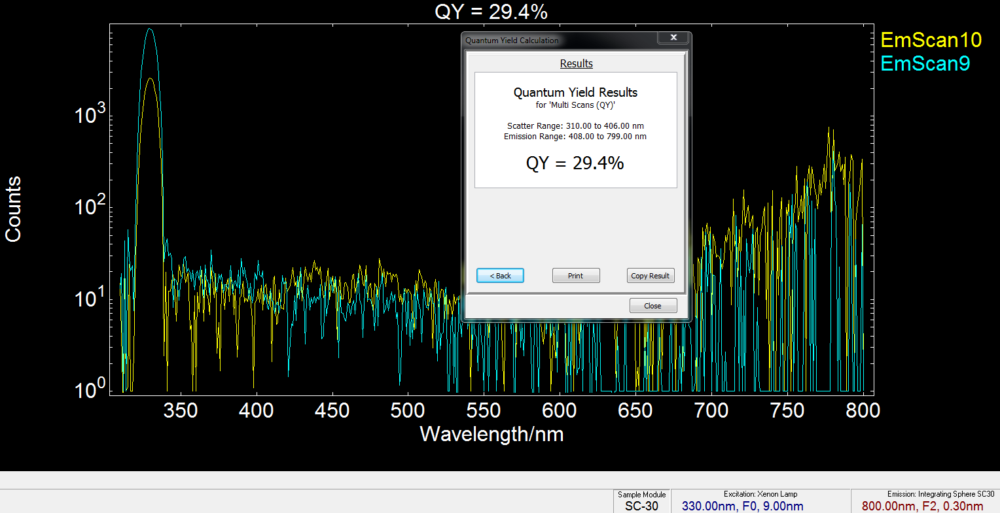 QY = 29.4%
EmScan10
EmScan9
Quantum Yield Calculation
Results
Quantum Yield Results
for 'Multi Scans (QY)'
Scatter Range: 310.00 to 406.00 nm
Emission Range: 408.00 to 799.00 nm
QY = 29.4%
< Back
Print
Copy Result
Close
Counts
10³
10²
10¹
10⁰
350 400 450 500 550 600 650 700 750 800
Wavelength/nm
Sample Module
SC-30
Excitation: Xenon Lamp
330.00nm, F0, 9.00nm
Emission: Integrating Sphere SC30
800.00nm, F2, 0.30nm